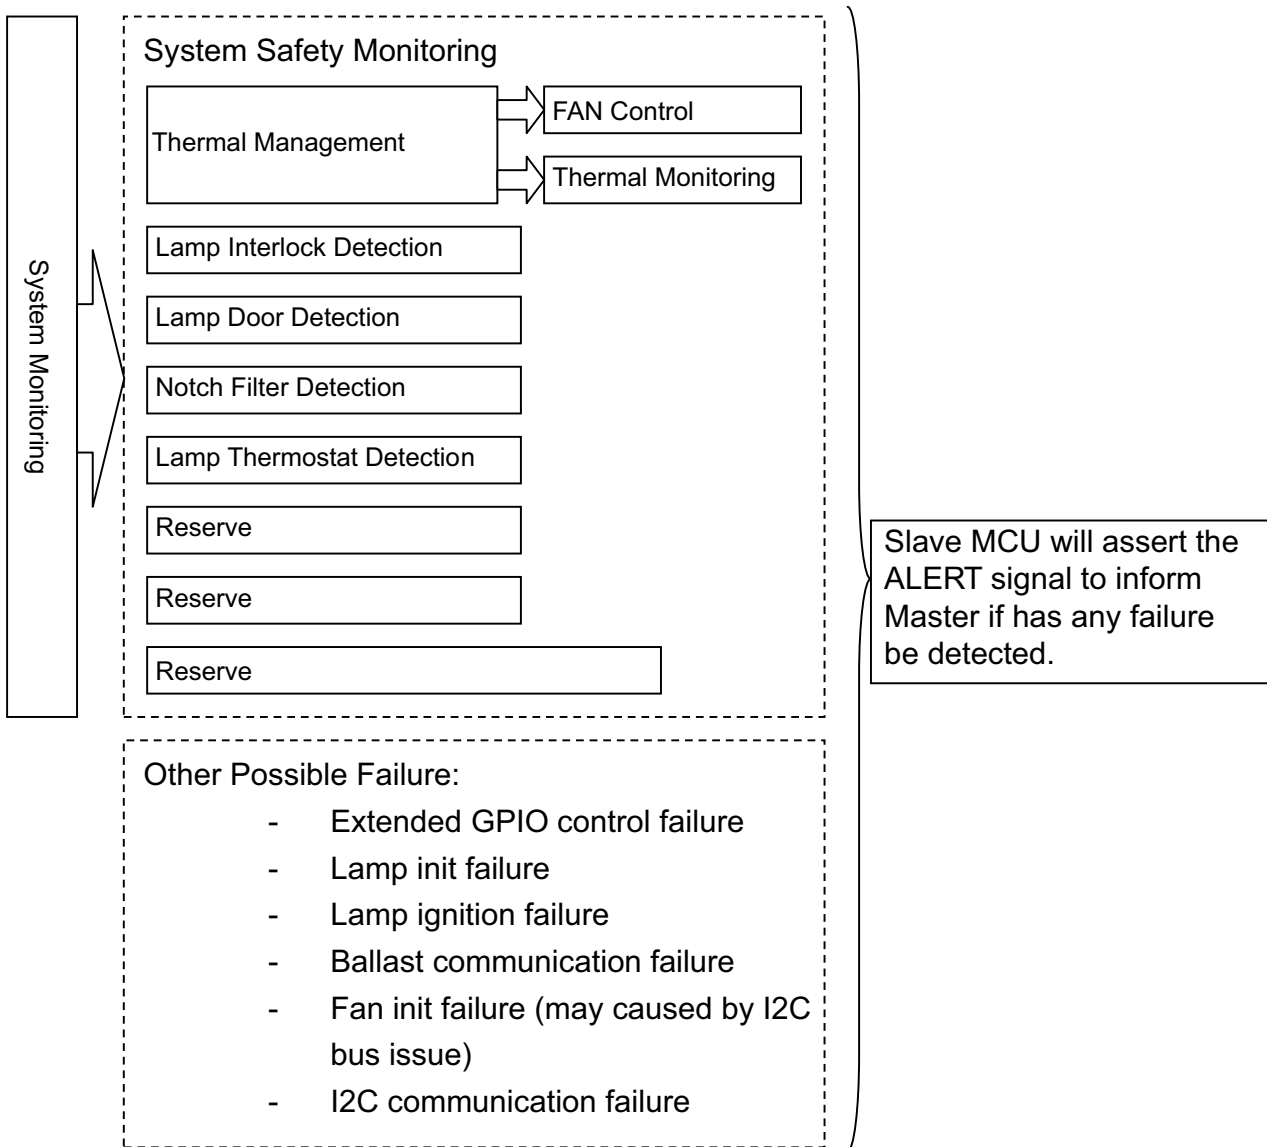 System Monitoring
System Safety Monitoring
Thermal Management
FAN Control
Thermal Monitoring
Lamp Interlock Detection
Lamp Door Detection
Notch Filter Detection
Lamp Thermostat Detection
Reserve
Reserve
Reserve
Slave MCU will assert the
ALERT signal to inform
Master if has any failure
be detected.
Other Possible Failure:
- Extended GPIO control failure
- Lamp init failure
- Lamp ignition failure
- Ballast communication failure
- Fan init failure (may caused by I2C
bus issue)
- I2C communication failure